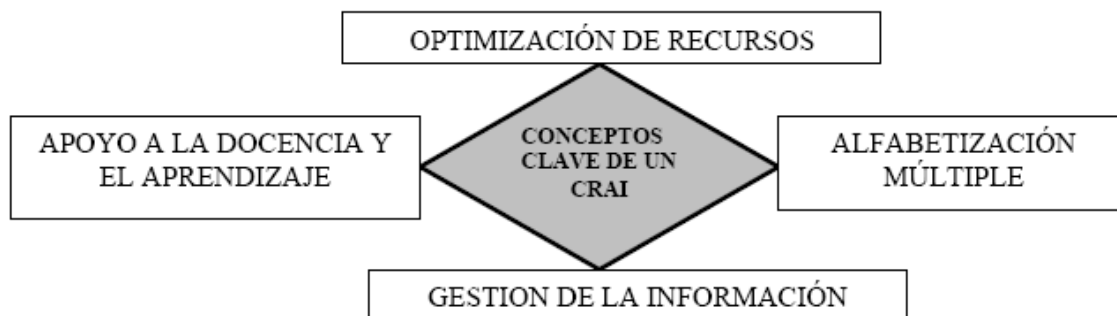 OPTIMIZACIÓN DE RECURSOS
APOYO A LA DOCENCIA Y
EL APRENDIZAJE
CONCEPTOS
CLAVE DE UN
CRAI
ALFABETIZACIÓN
MÚLTIPLE
GESTION DE LA INFORMACIÓN